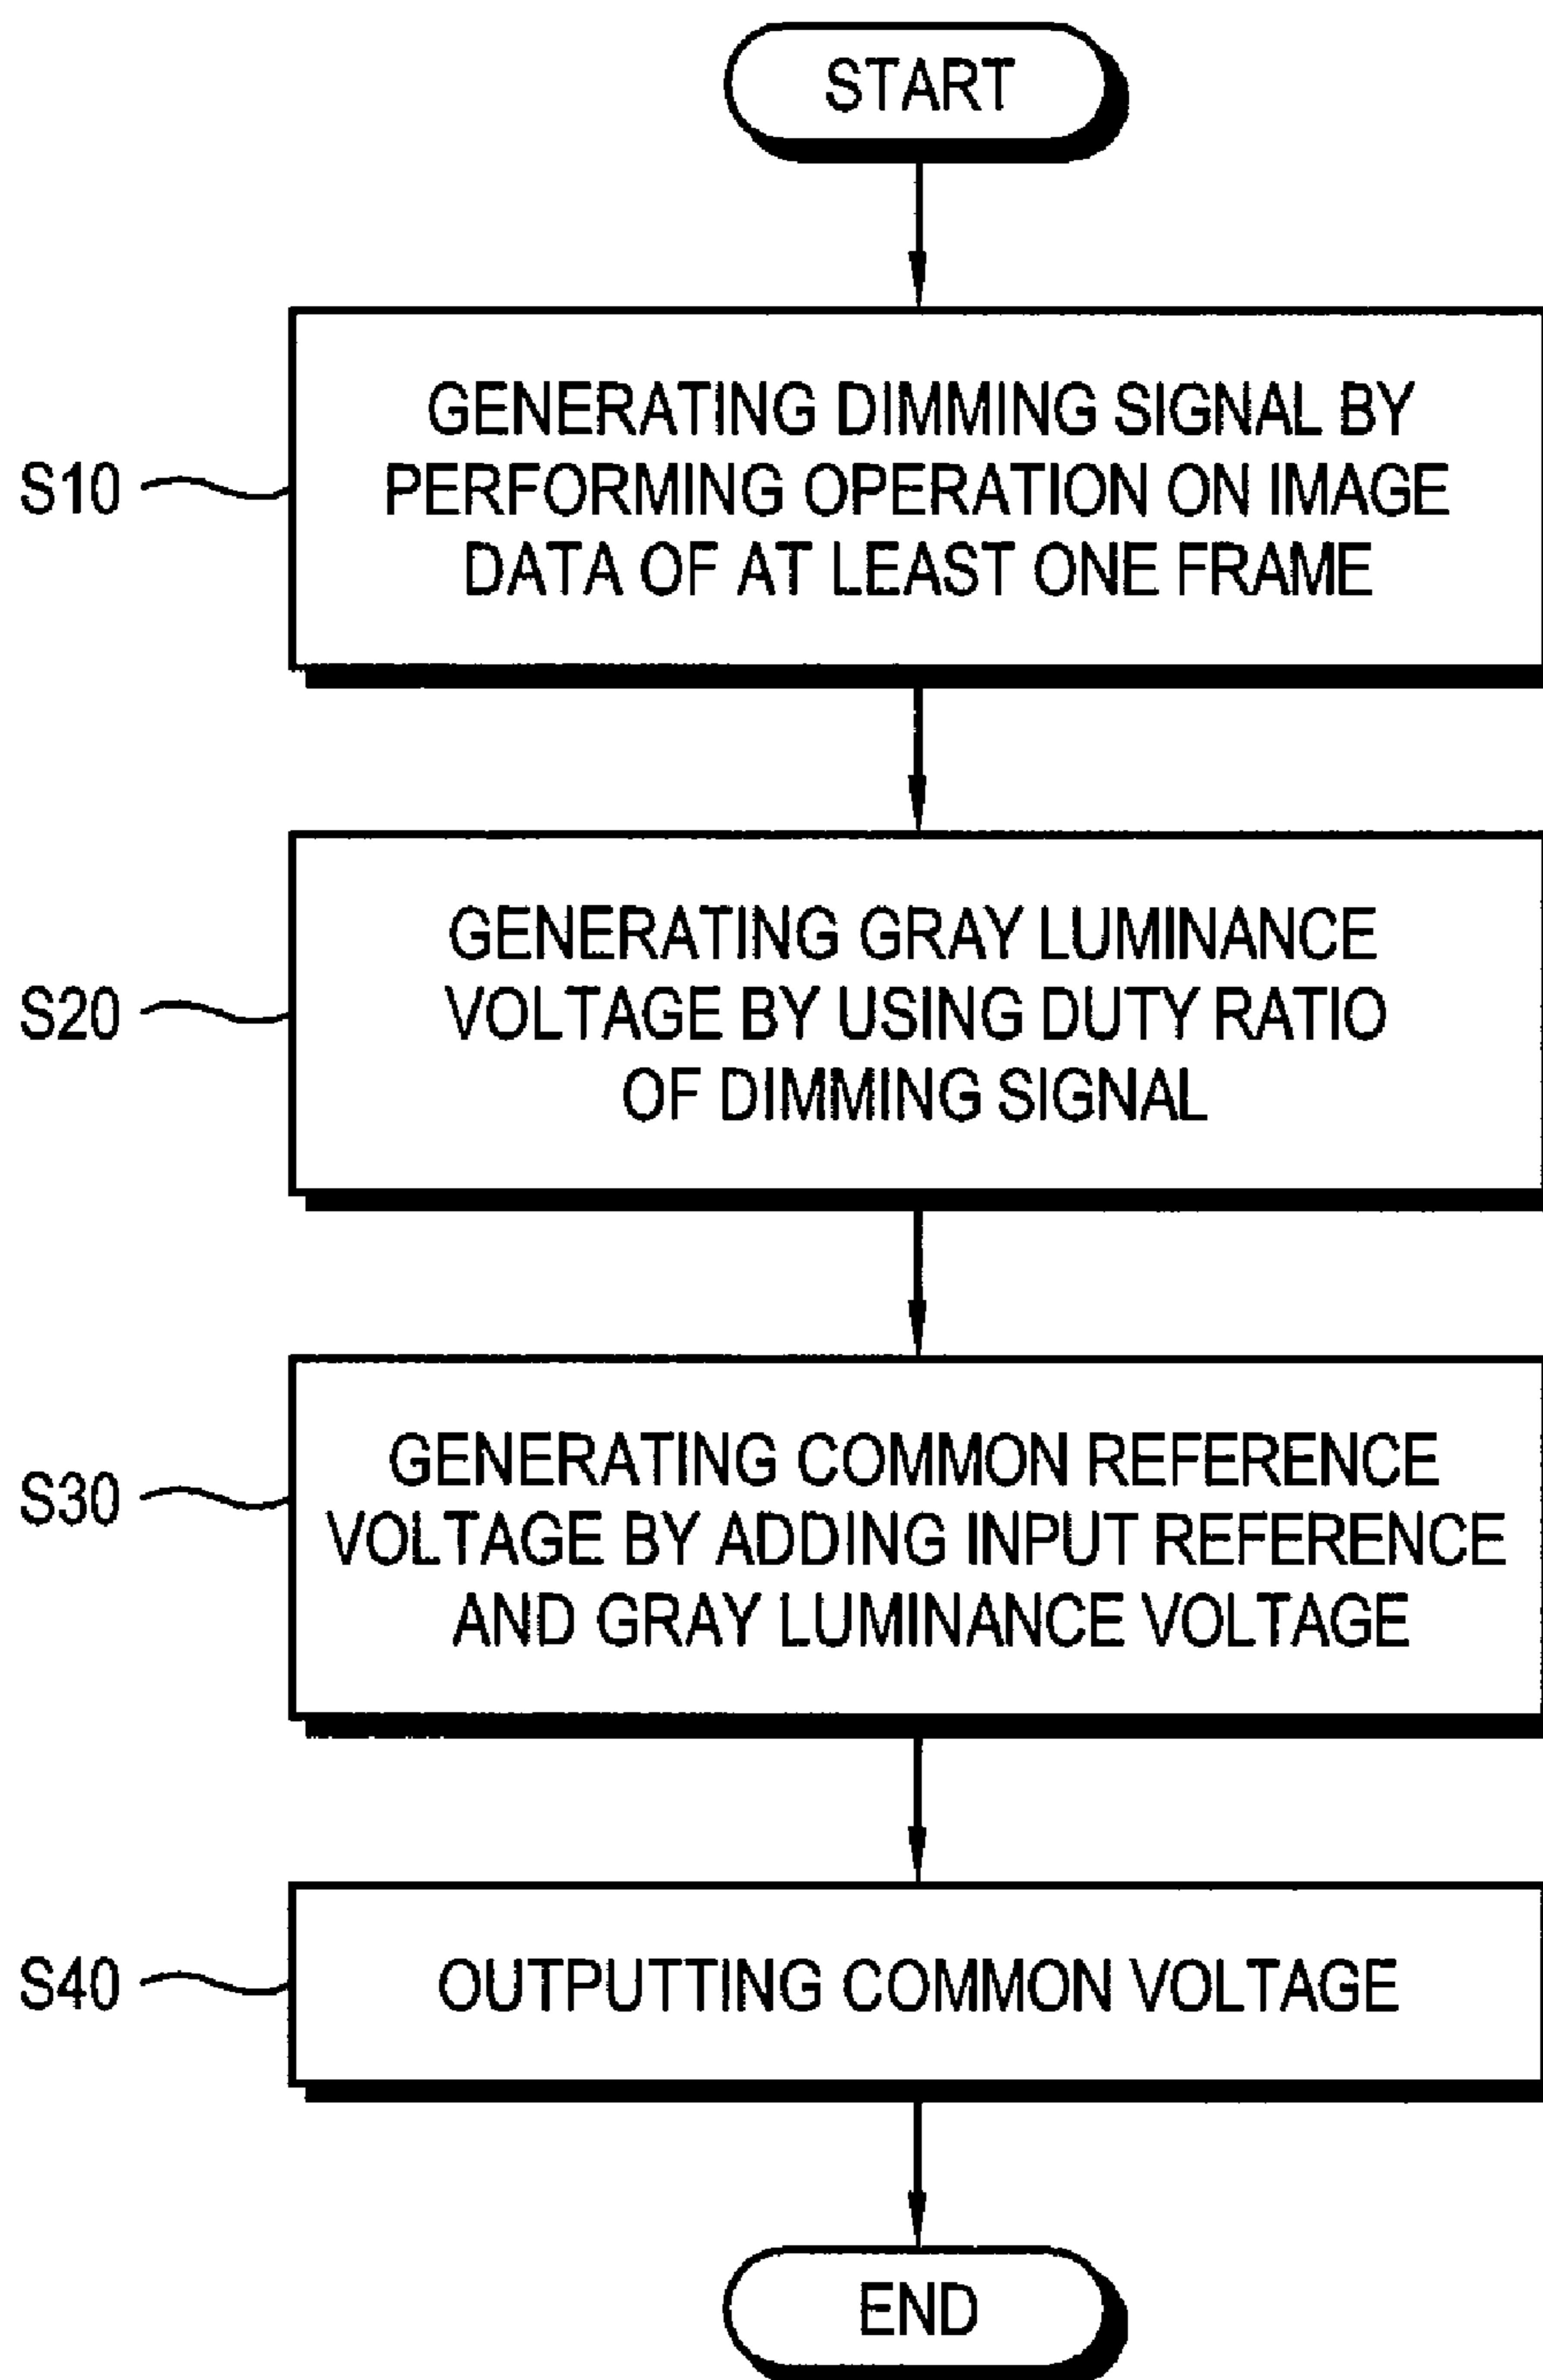 START
S10
GENERATING DIMMING SIGNAL BY
PERFORMING OPERATION ON IMAGE
DATA OF AT LEAST ONE FRAME
S20
GENERATING GRAY LUMINANCE
VOLTAGE BY USING DUTY RATIO
OF DIMMING SIGNAL
S30
GENERATING COMMON REFERENCE
VOLTAGE BY ADDING INPUT REFERENCE
AND GRAY LUMINANCE VOLTAGE
S40
OUTPUTTING COMMON VOLTAGE
END